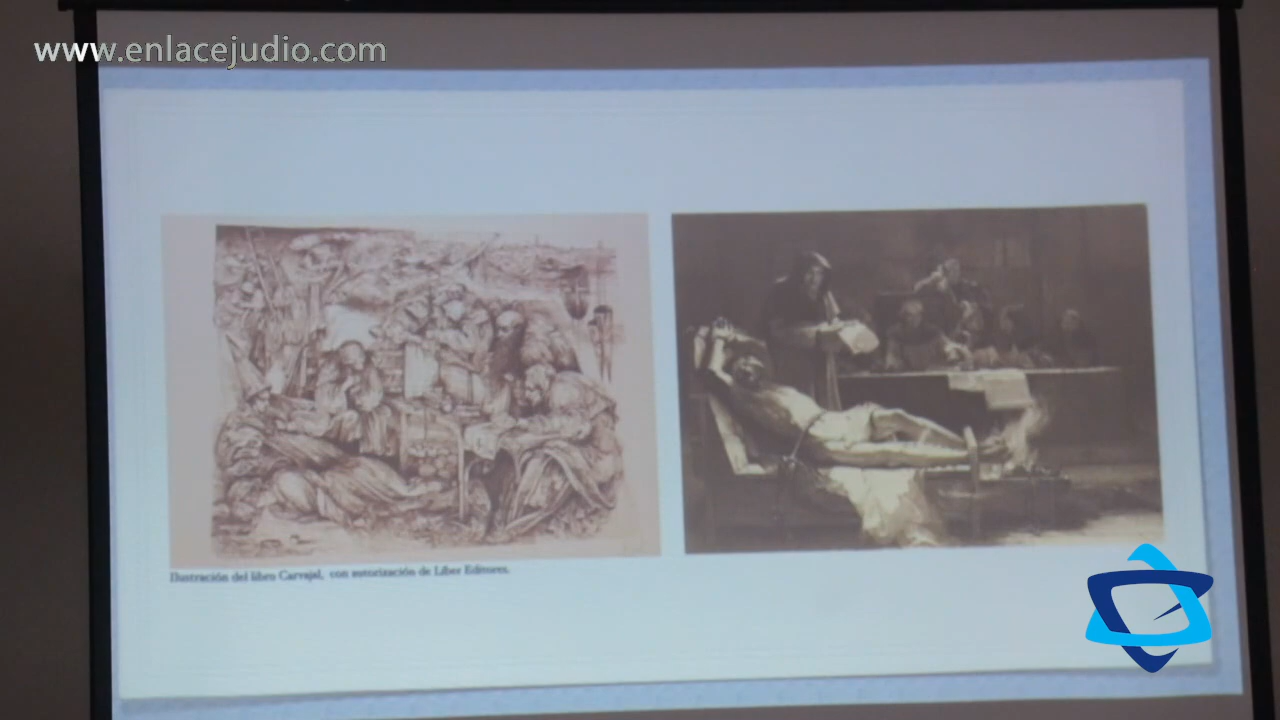 www.enlacejudio.com
Ilustración del libro Carvajal, con autorización de Liber Editores.